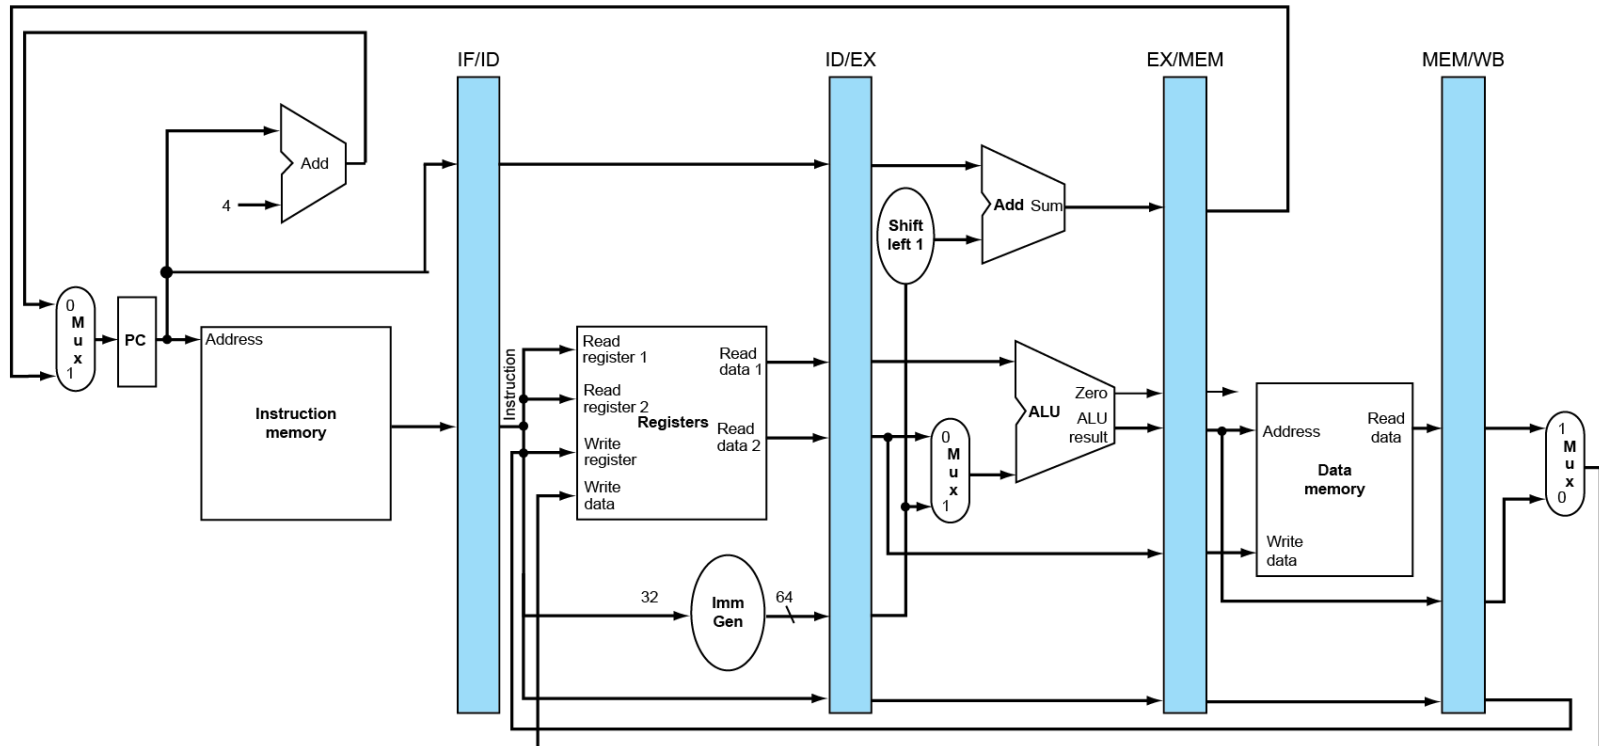 IF/ID
ID/EX
EX/MEM
MEM/WB
Add
4
Shift
left 1
Add Sum
0
M
u
x
1
PC
Address
Instruction
memory
Instruction
Read
register 1
Read
register 2
Write
register
Write
data
Registers
Read
data 1
Read
data 2
32
Imm
Gen
64
0
M
u
x
1
ALU
Zero
ALU
result
Address
Read
data
Data
memory
Write
data
1
M
u
x
0